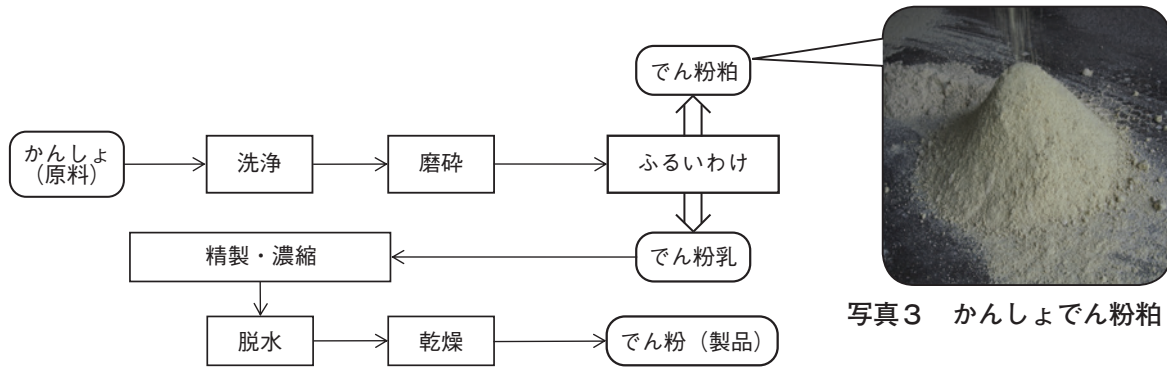 でん粉粕
かんしょ
（原料）
洗浄
磨砕
ふるいわけ
でん粉乳
精製・濃縮
脱水
乾燥
でん粉（製品）
写真３　かんしょでん粉粕